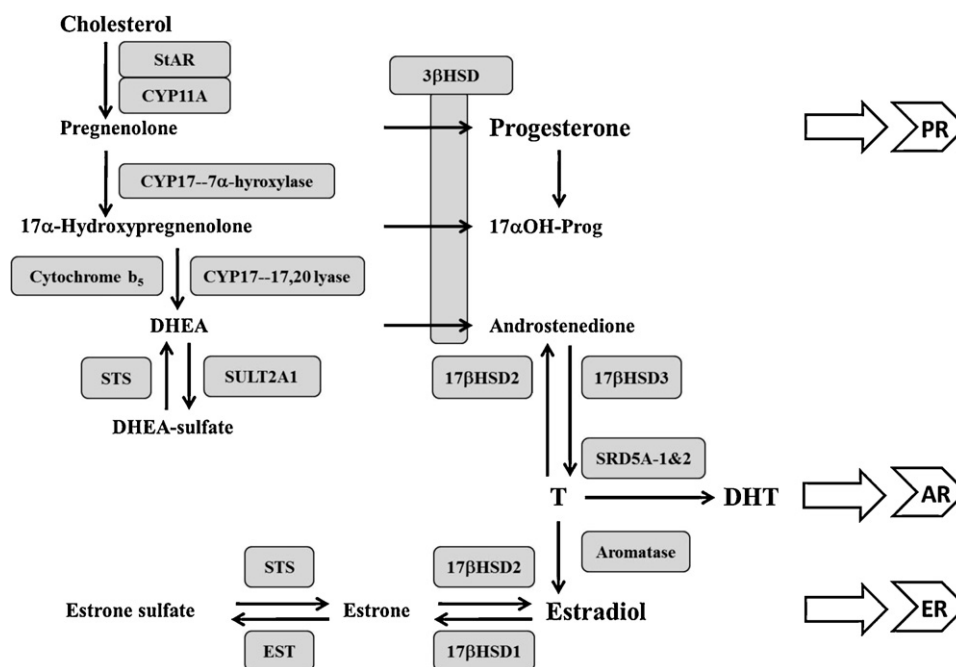 Cholesterol
StAR
CYP11A
3βHSD
Pregnenolone
Progesterone
PR
CYP17--7α-hyroxylase
17α-Hydroxypregnenolone
17αOH-Prog
Cytochrome b₅
CYP17--17,20 lyase
DHEA
Androstenedione
STS
SULT2A1
17βHSD2
17βHSD3
DHEA-sulfate
SRD5A-1&2
T
DHT
AR
Aromatase
STS
17βHSD2
Estrone sulfate
Estrone
Estradiol
ER
EST
17βHSD1